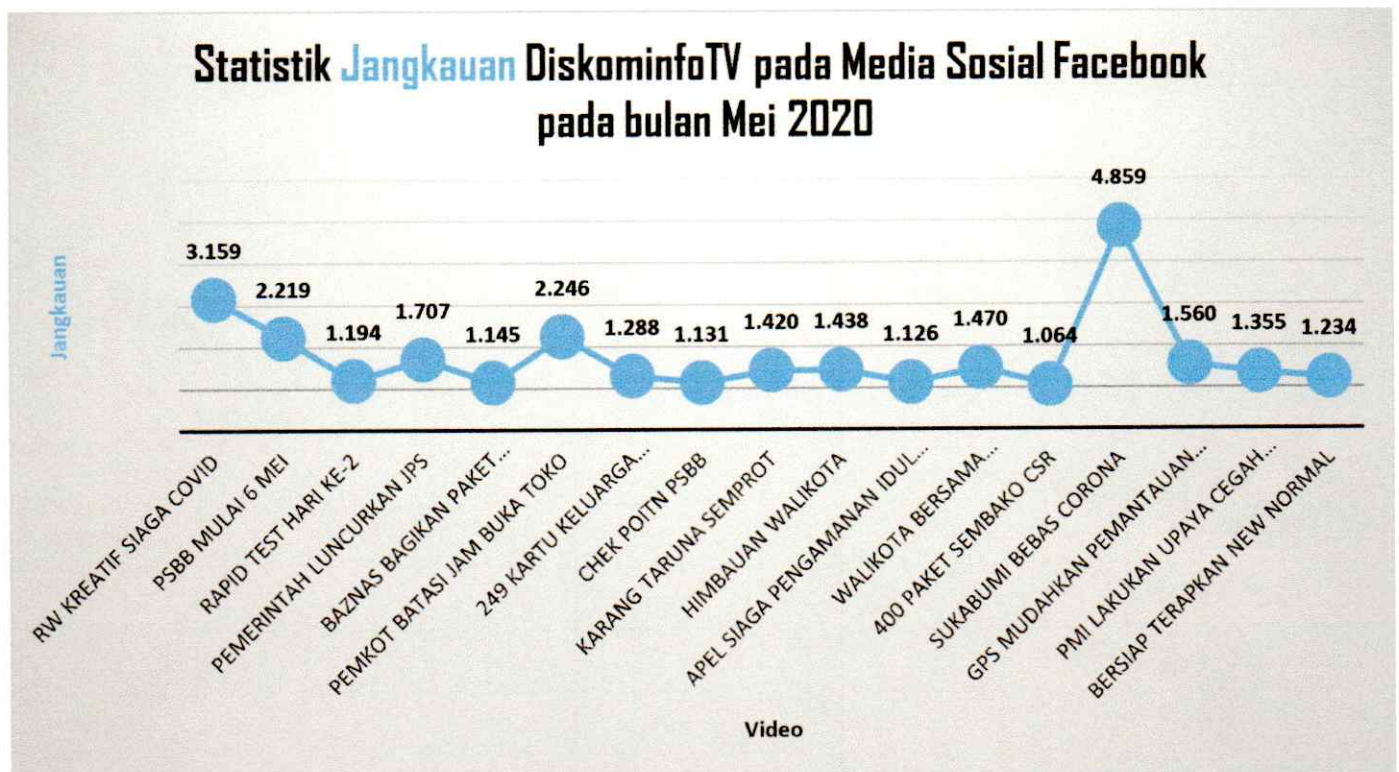 Statistik Jangkauan DiskominfoTV pada Media Sosial Facebook
pada bulan Mei 2020
Jangkauan
3.159
2.219
1.194
1.707
1.145
2.246
1.288
1.131
1.420
1.438
1.126
1.470
1.064
4.859
1.560
1.355
1.234
RW KREATIF SIAGA COVID
PSBB MULAI 6 MEI
RAPID TEST HARI KE-2
PEMERINTAH LUNCURKAN JPS
BAZNAS BAGIKAN PAKET...
PEMKOT BATASI JAM BUKA TOKO
249 KARTU KELUARGA...
CHEK POITN PSBB
KARANG TARUNA SEMPROT
HIMBAUAN WALIKOTA
APEL SIAGA PENGAMANAN IDUL...
WALIKOTA BERSAMA...
400 PAKET SEMBAKO CSR
SUKABUMI BEBAS CORONA
GPS MUDAHKAN PEMANTAUAN...
PMI LAKUKAN UPAYA CEGAH...
BERSIAP TERAPKAN NEW NORMAL
Video